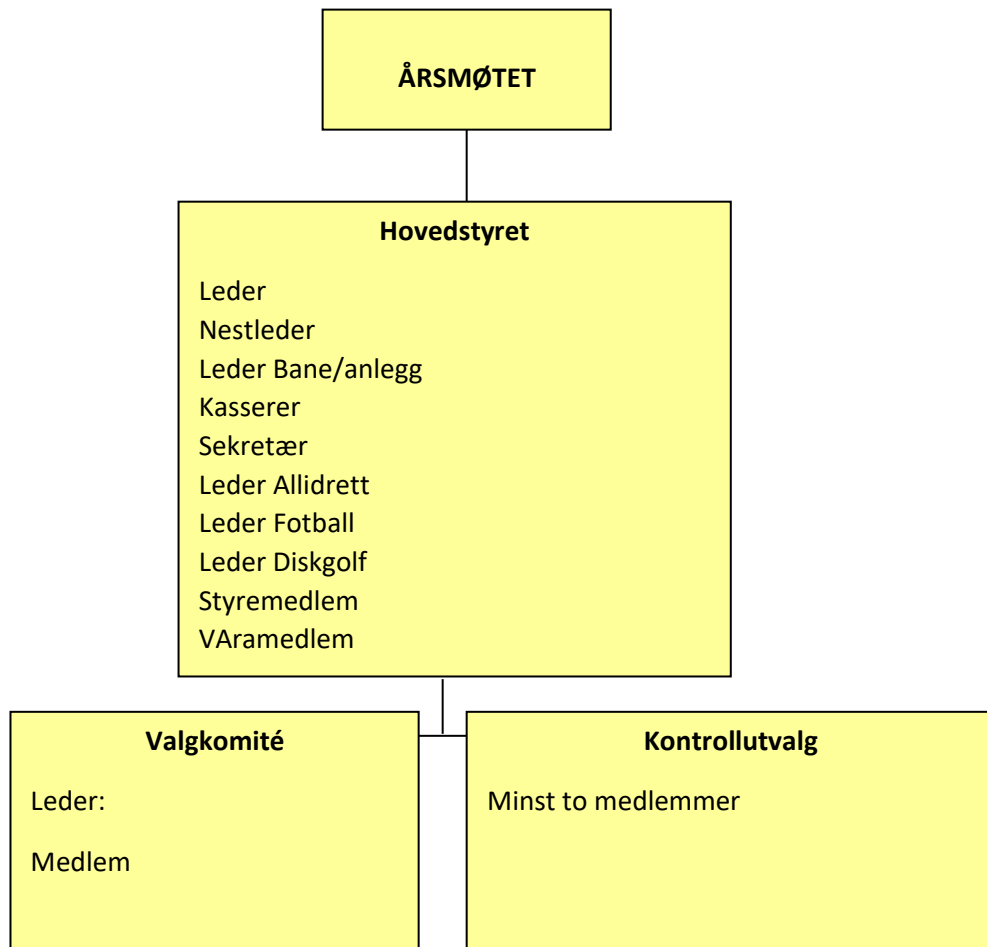 ÅRSMØTET
Hovedstyret
Leder
Nestleder
Leder Bane/anlegg
Kasserer
Sekretær
Leder Allidrett
Leder Fotball
Leder Diskgolf
Styremedlem
VAramedlem
Valgkomité
Leder:
Medlem
Kontrollutvalg
Minst to medlemmer